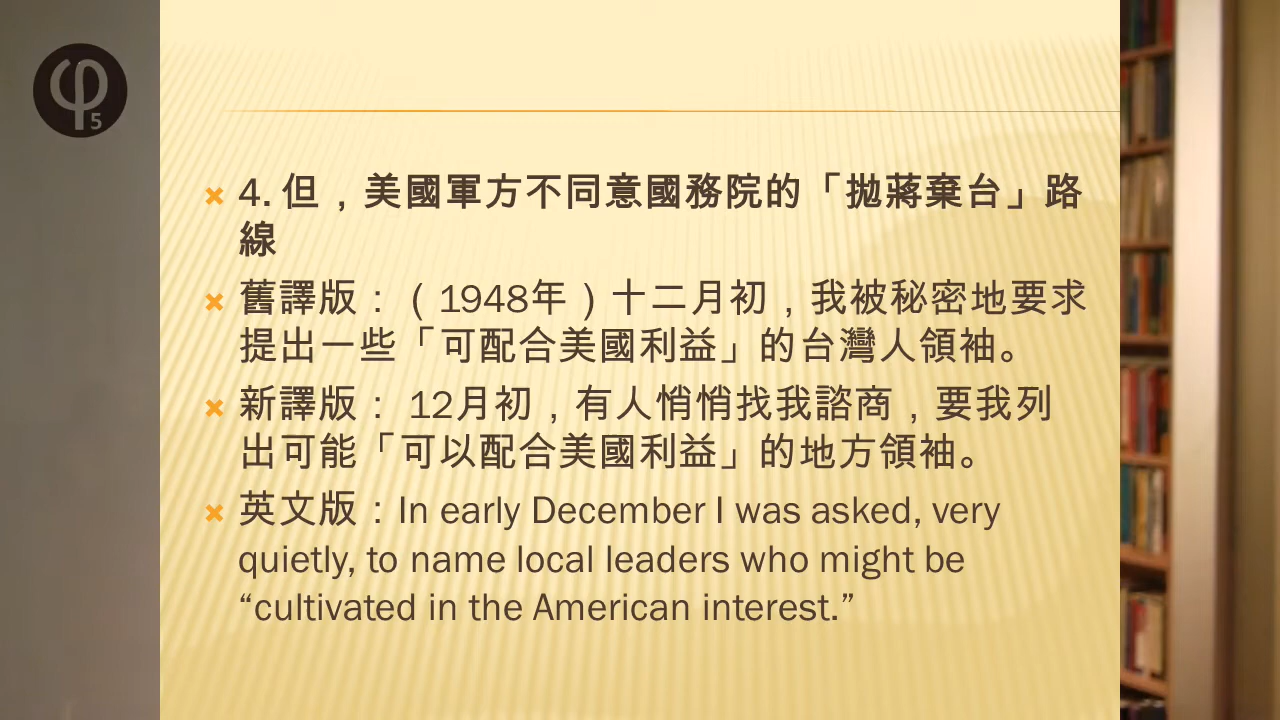 φ5
4. 但，美國軍方不同意國務院的「拋蔣棄台」路
線
舊譯版：（1948年）十二月初，我被秘密地要求
提出一些「可配合美國利益」的台灣人領袖。
新譯版： 12月初，有人悄悄找我諮商，要我列
出可能「可以配合美國利益」的地方領袖。
英文版：In early December I was asked, very
quietly, to name local leaders who might be
“cultivated in the American interest.”